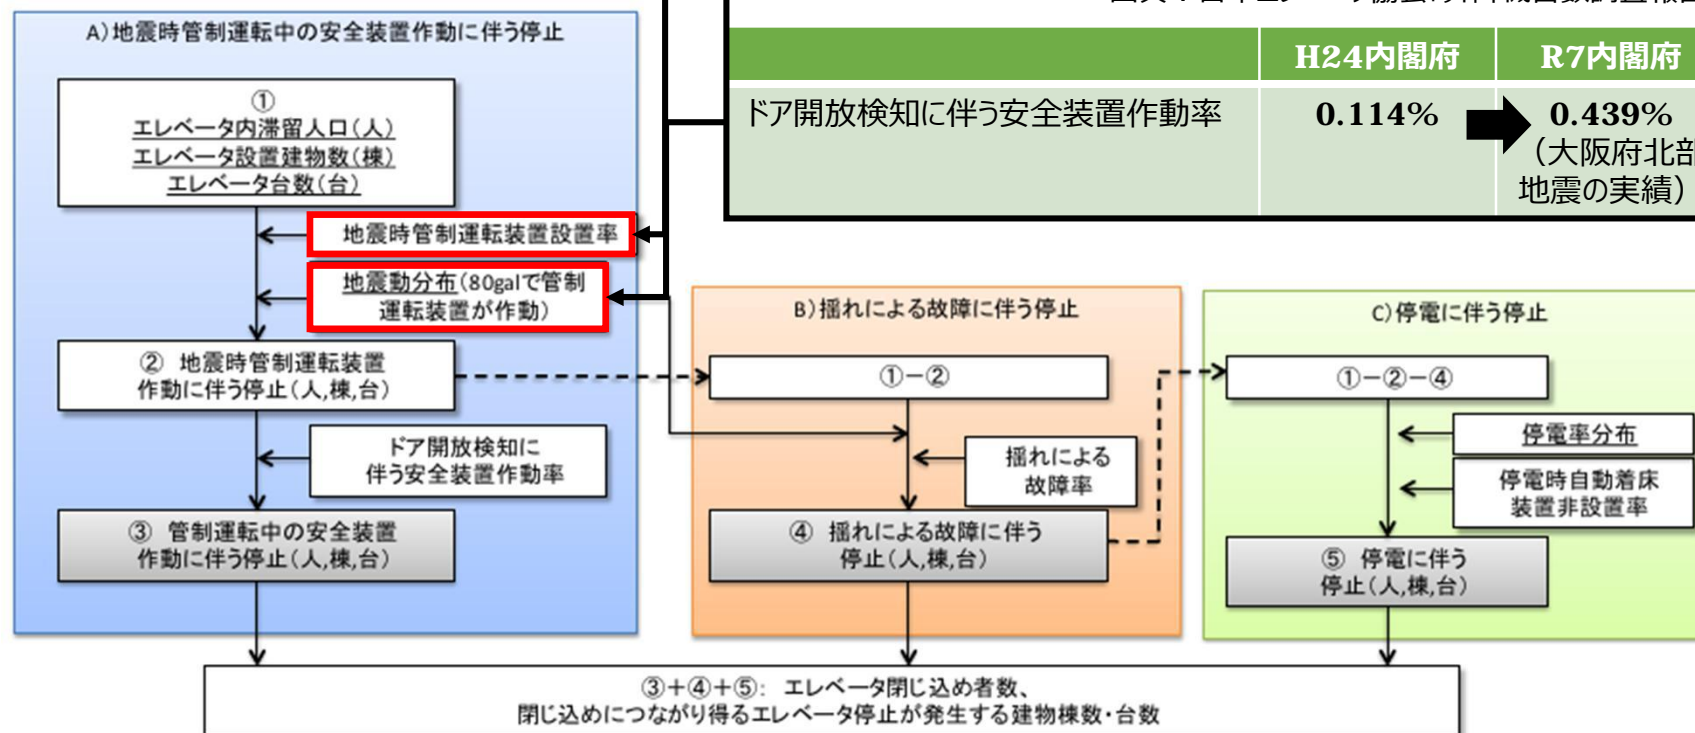 A)地震時管制運転中の安全装置作動に伴う停止
①
エレベータ内滞留人口(人)
エレベータ設置建物数(棟)
エレベータ台数(台)
地震時管制運転装置設置率
地震動分布(80galで管制
運転装置が作動)
② 地震時管制運転装置
作動に伴う停止(人,棟,台)
ドア開放検知に
伴う安全装置作動率
③ 管制運転中の安全装置
作動に伴う停止(人,棟,台)
H24内閣府
R7内閣府
ドア開放検知に伴う安全装置作動率
0.114%
0.439%
(大阪府北部
地震の実績)
B)揺れによる故障に伴う停止
①-②
揺れによる
故障率
④ 揺れによる故障に伴う
停止(人,棟,台)
C)停電に伴う停止
①-②-④
停電率分布
停電時自動着床
装置非設置率
⑤ 停電に伴う
停止(人,棟,台)
③+④+⑤: エレベータ閉じ込め者数、
閉じ込めにつながり得るエレベータ停止が発生する建物棟数・台数